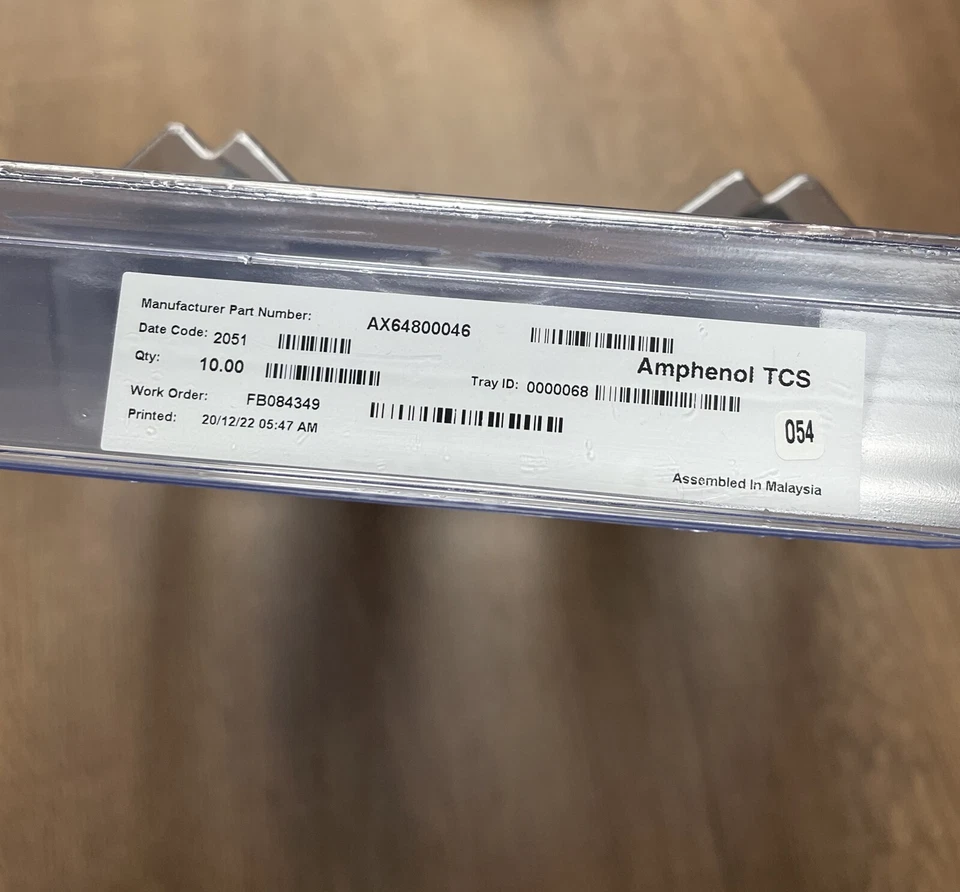 Manufacturer Part Number: AX64800046
Date Code: 2051
Amphenol TCS
Qty: 10.00
Tray ID: 0000068
Work Order: FB084349
054
Printed: 20/12/22 05:47 AM
Assembled In Malaysia